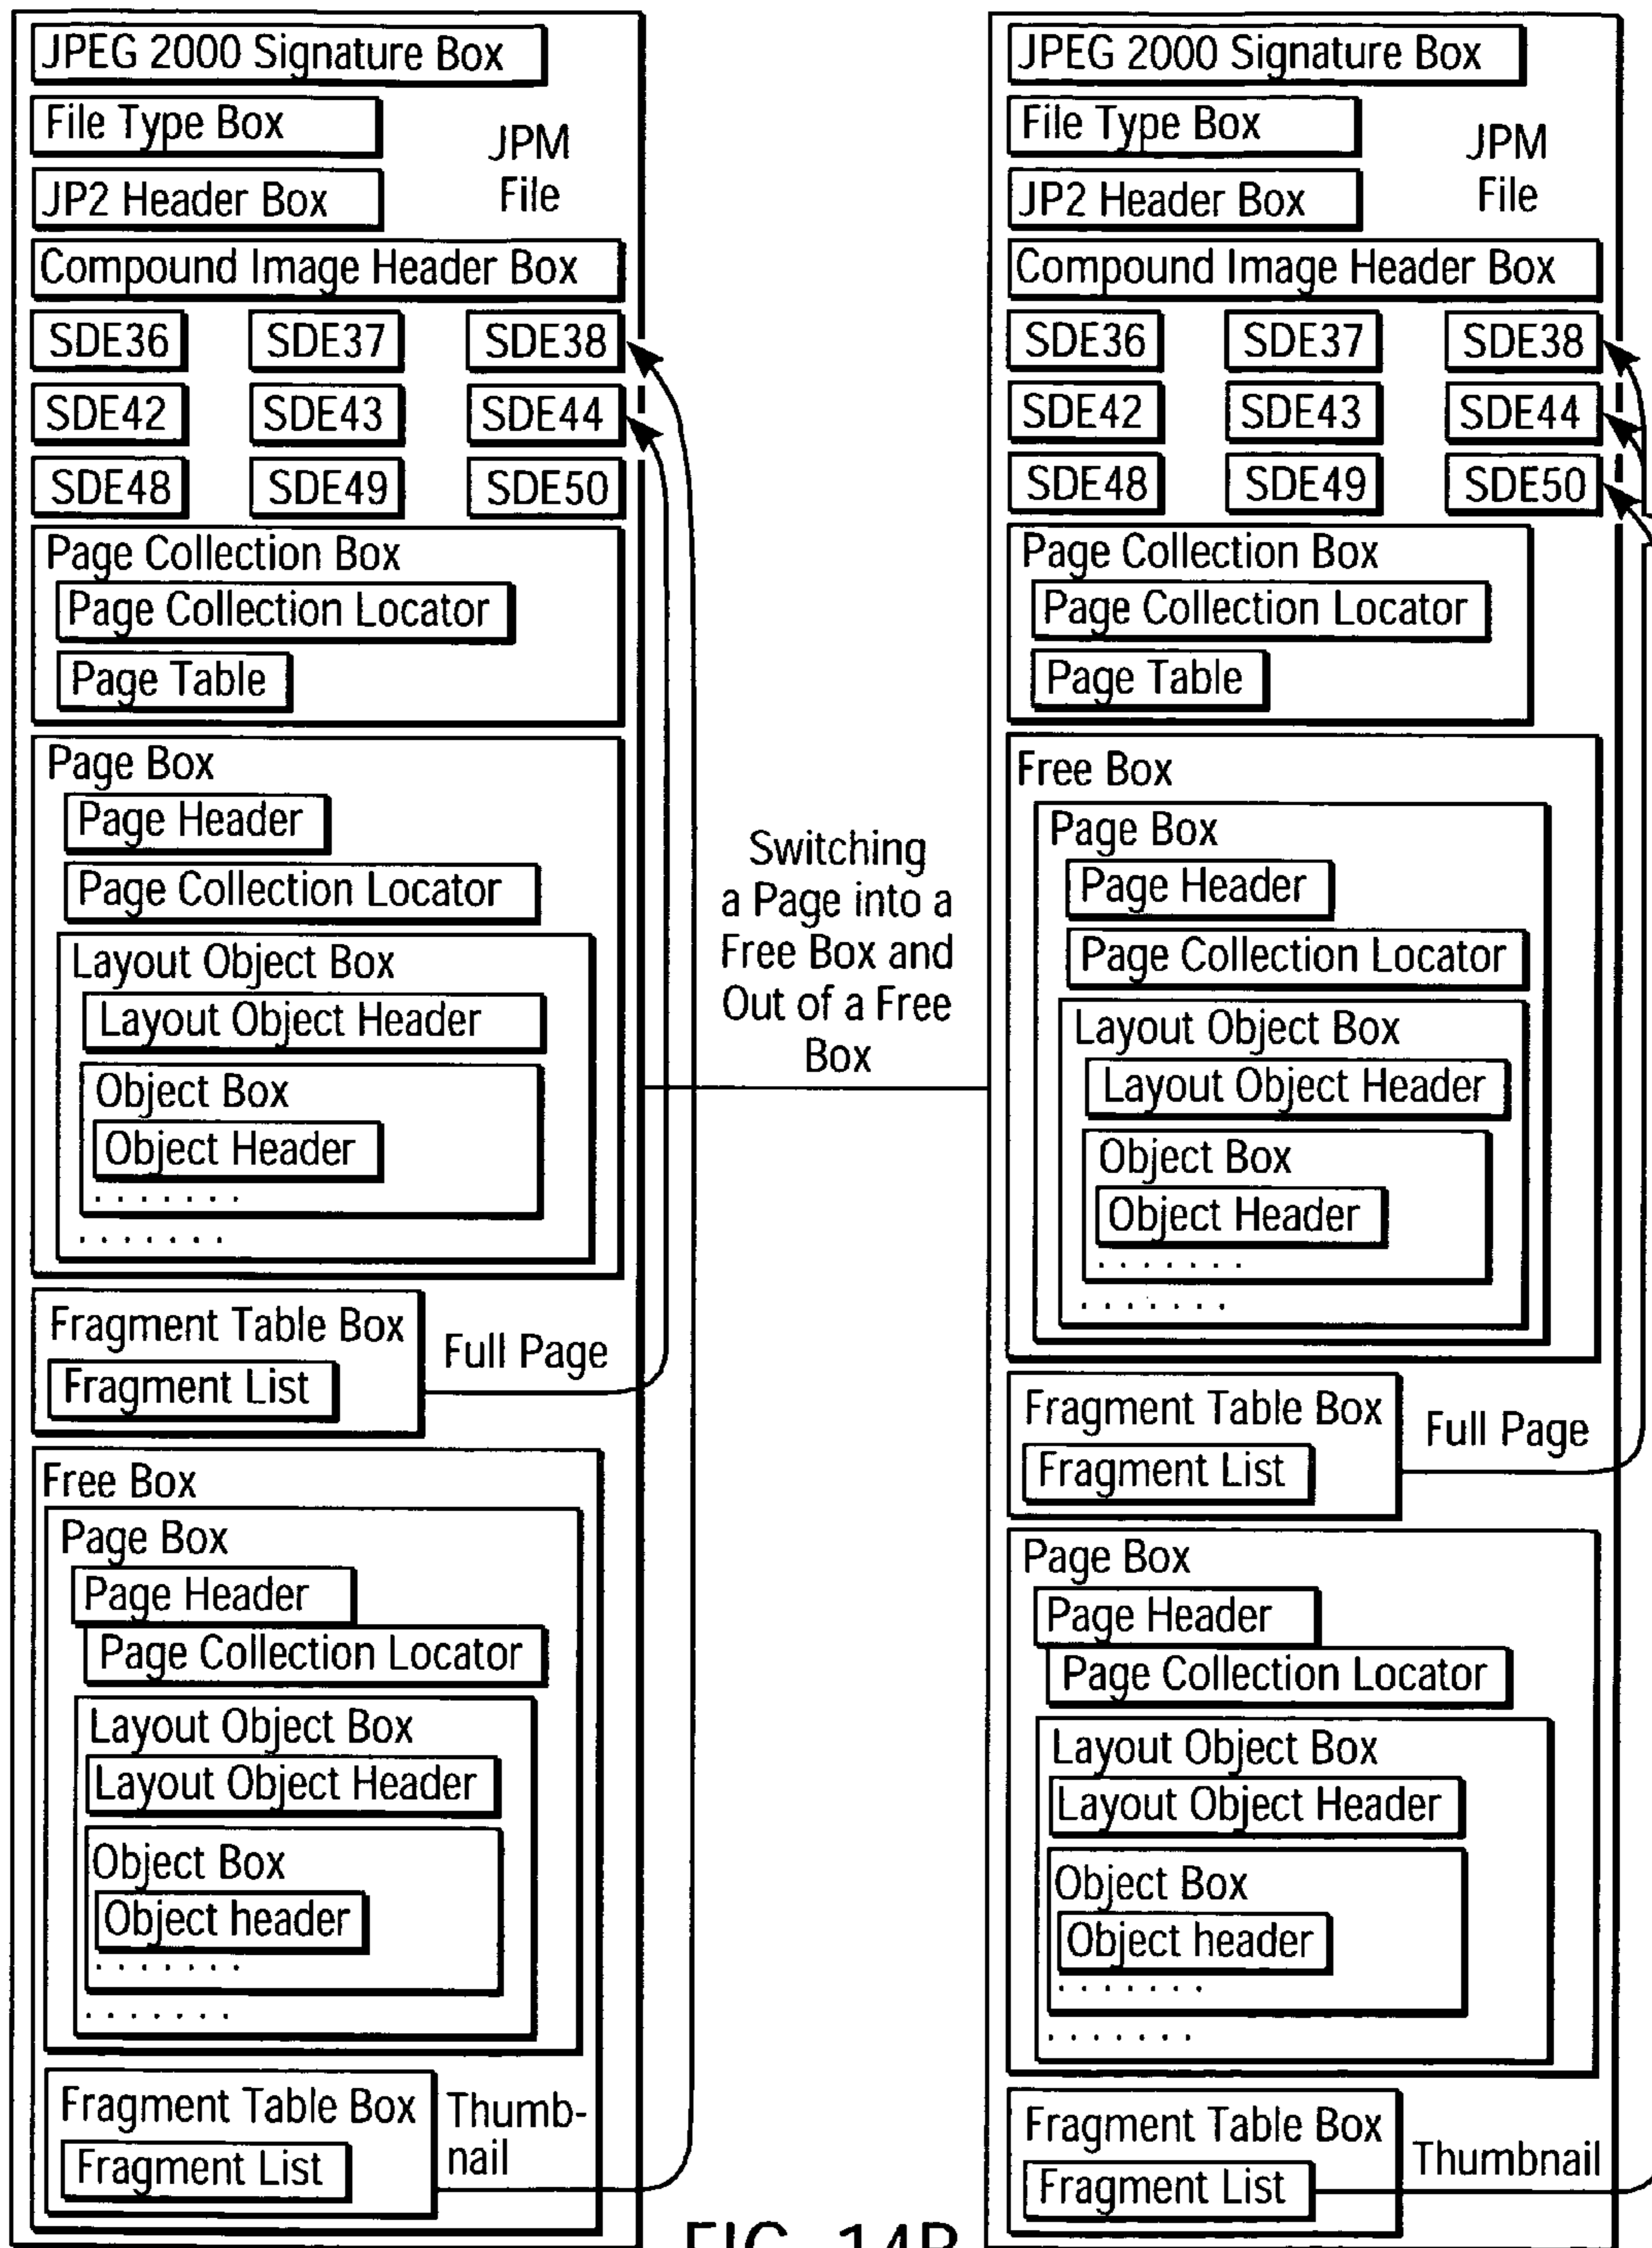 JPEG 2000 Signature Box
File Type Box
JPM
File
JP2 Header Box
Compound Image Header Box
SDE36 SDE37 SDE38
SDE42 SDE43 SDE44
SDE48 SDE49 SDE50
Page Collection Box
Page Collection Locator
Page Table
Page Box
Page Header
Page Collection Locator
Layout Object Box
Layout Object Header
Object Box
Object Header
. . . . . . .
. . . . . . .
Fragment Table Box
Fragment List
Full Page
Free Box
Page Box
Page Header
Page Collection Locator
Layout Object Box
Layout Object Header
Object Box
Object header
. . . . . . .
. . . . . . .
Fragment Table Box
Fragment List
Thumb-
nail
Switching
a Page into a
Free Box and
Out of a Free
Box
JPEG 2000 Signature Box
File Type Box
JPM
File
JP2 Header Box
Compound Image Header Box
SDE36 SDE37 SDE38
SDE42 SDE43 SDE44
SDE48 SDE49 SDE50
Page Collection Box
Page Collection Locator
Page Table
Free Box
Page Box
Page Header
Page Collection Locator
Layout Object Box
Layout Object Header
Object Box
Object Header
. . . . . . .
. . . . . . .
Fragment Table Box
Fragment List
Full Page
Page Box
Page Header
Page Collection Locator
Layout Object Box
Layout Object Header
Object Box
Object header
. . . . . . .
. . . . . . .
Fragment Table Box
Fragment List
Thumbnail
FIG. 14B